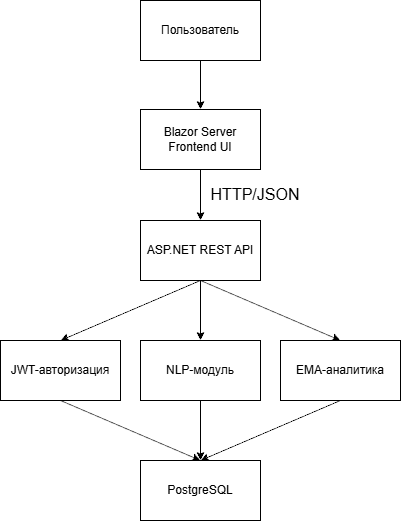 Пользователь
Blazor Server
Frontend UI
HTTP/JSON
ASP.NET REST API
JWT-авторизация
NLP-модуль
EMA-аналитика
PostgreSQL